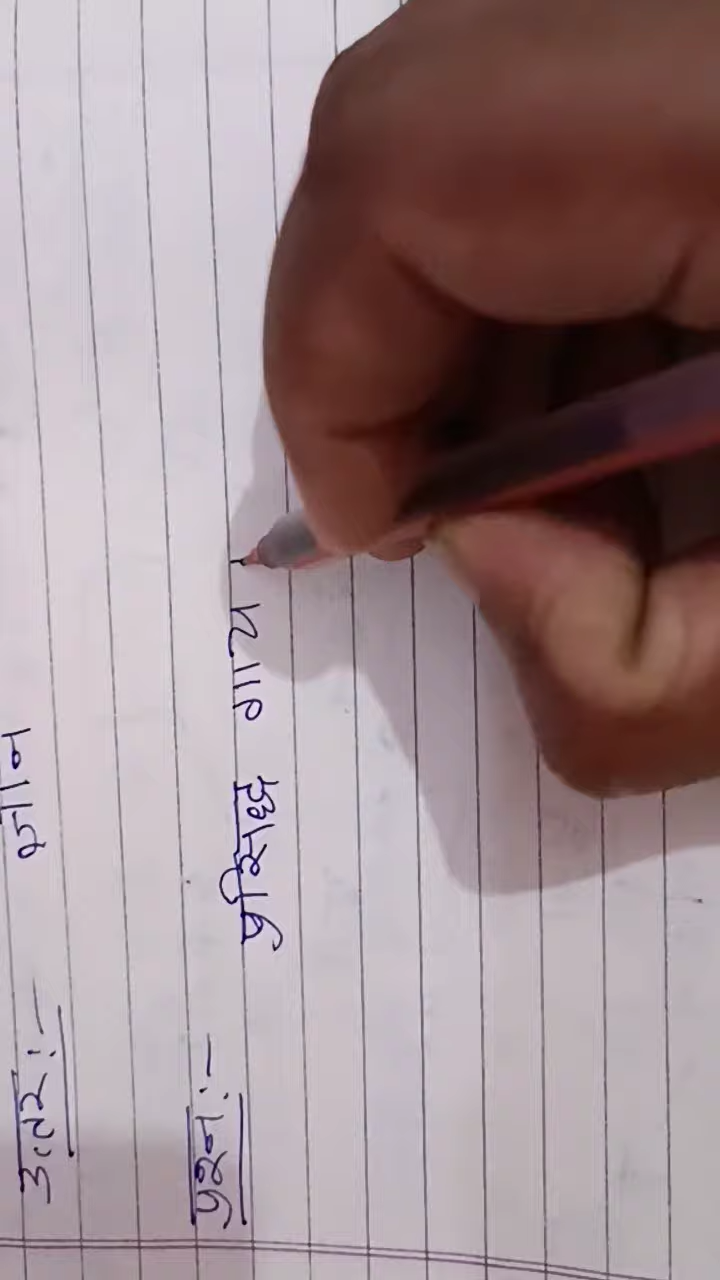 उत्तर :-
प्रश्न :- प्रसिद्ध गाय